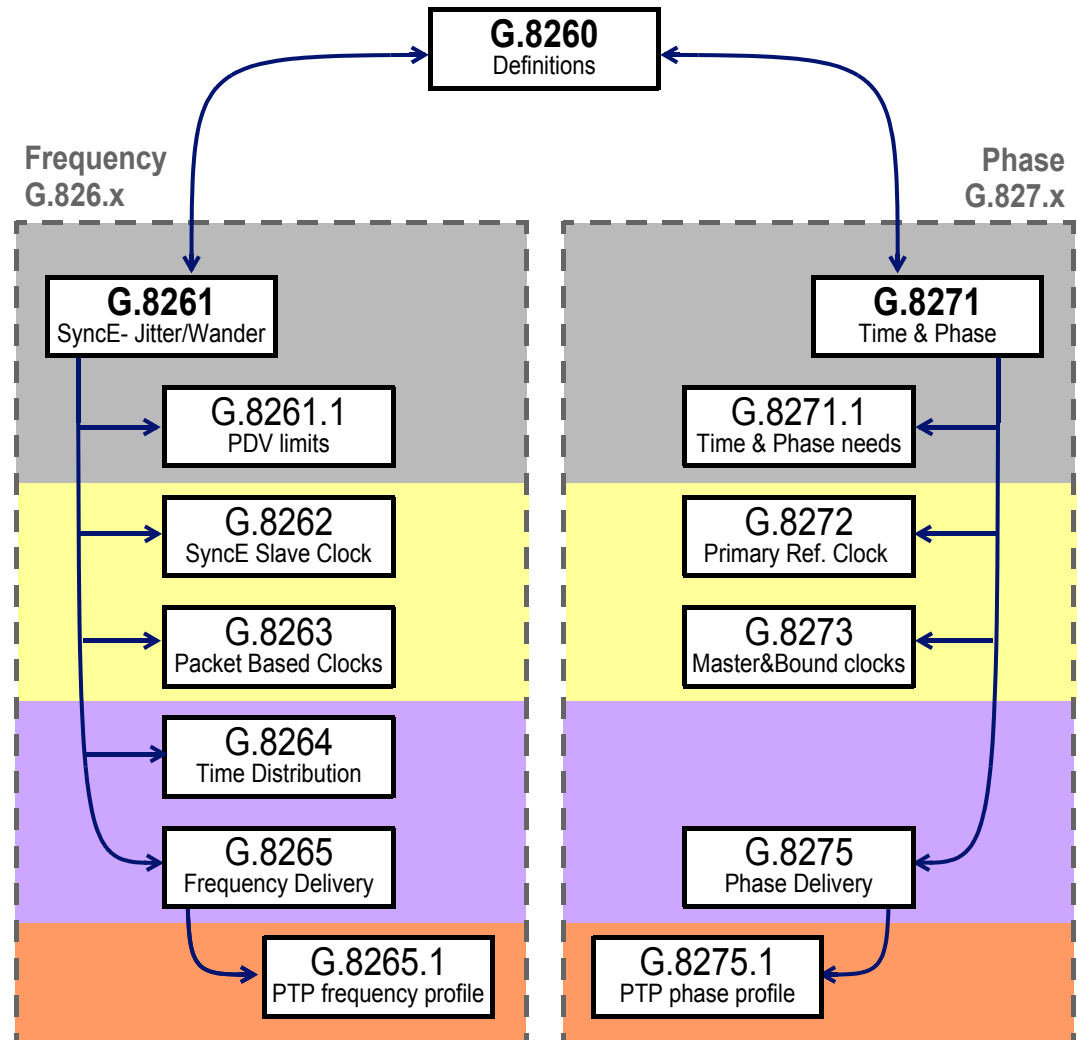 G.8260
Definitions
Frequency
G.826.x
Phase
G.827.x
G.8261
SyncE- Jitter/Wander
G.8271
Time & Phase
G.8261.1
PDV limits
G.8271.1
Time & Phase needs
G.8262
SyncE Slave Clock
G.8272
Primary Ref. Clock
G.8263
Packet Based Clocks
G.8273
Master&Bound clocks
G.8264
Time Distribution
G.8265
Frequency Delivery
G.8275
Phase Delivery
G.8265.1
PTP frequency profile
G.8275.1
PTP phase profile